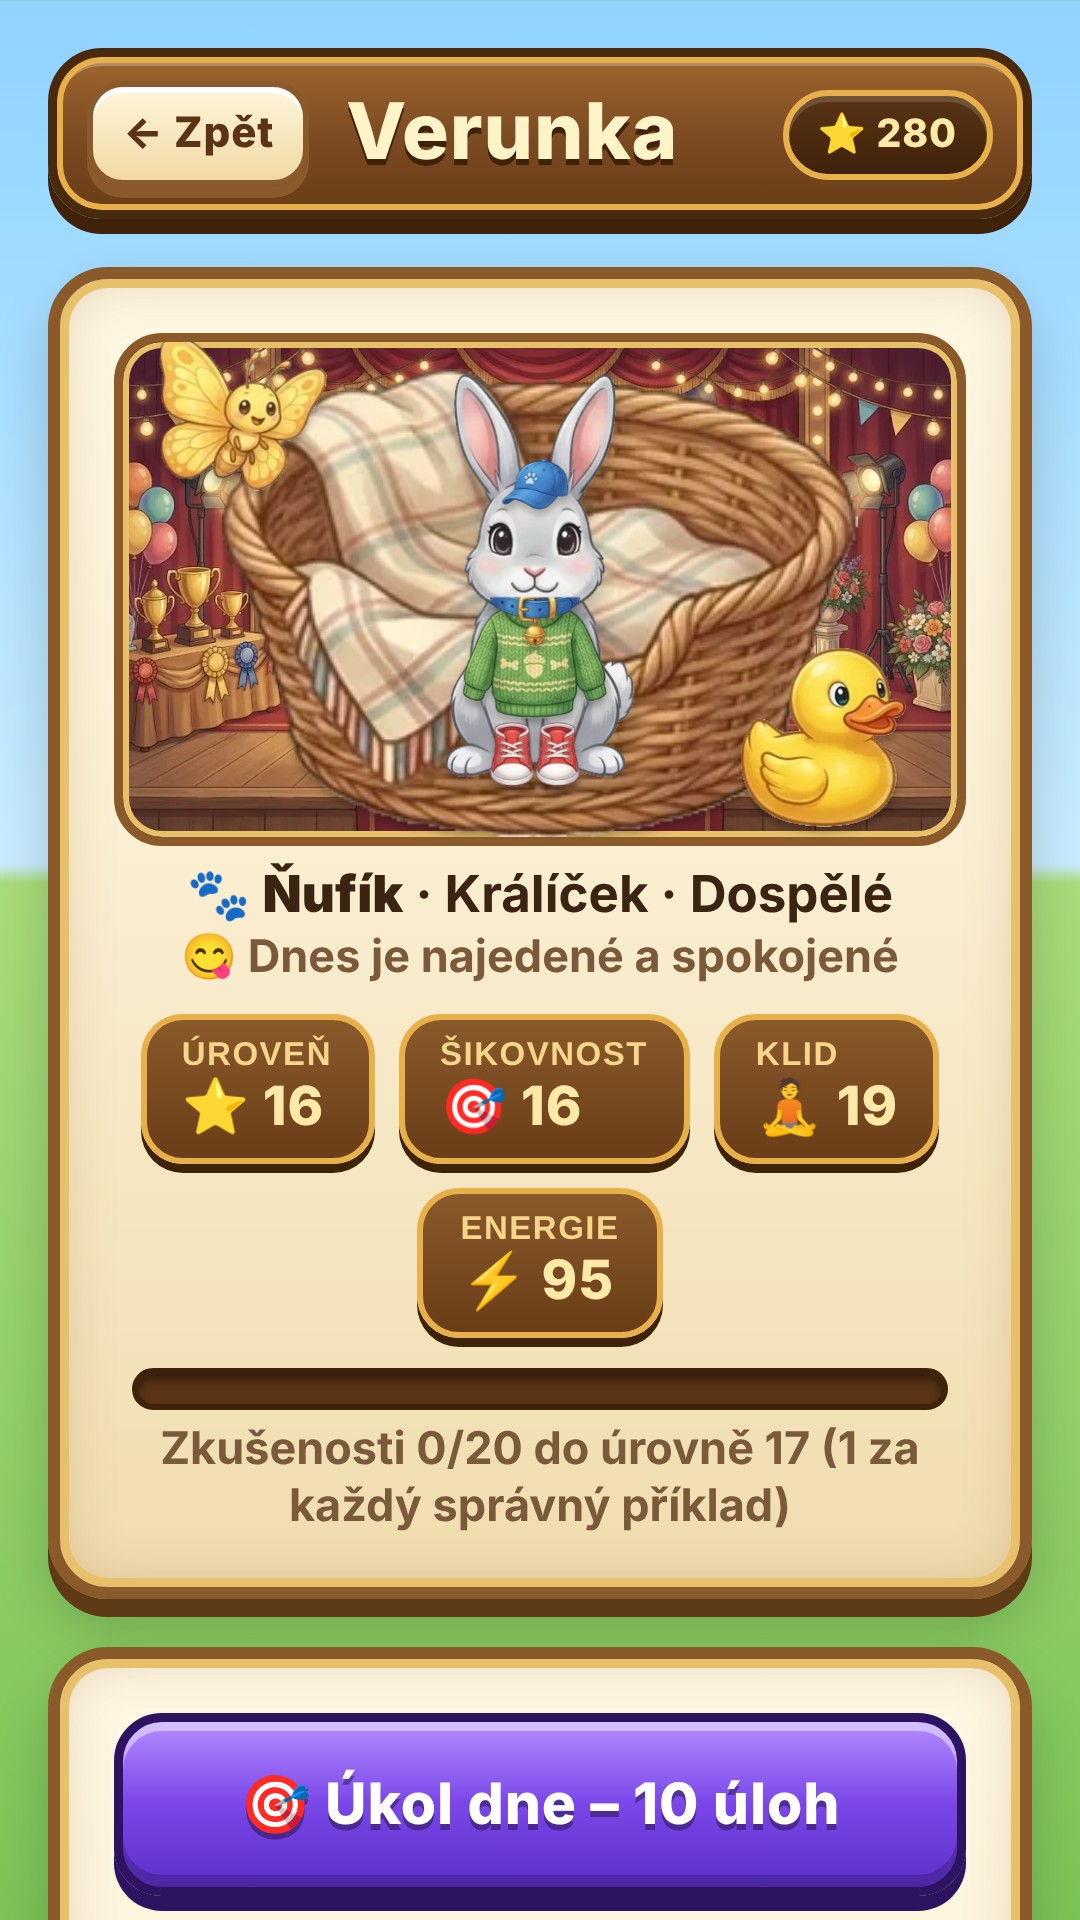 ← Zpět
Verunka
⭐ 280
🐾 Ňufík · Králíček · Dospělé
😋 Dnes je najedené a spokojené
ÚROVEŇ
⭐ 16
ŠIKOVNOST
🎯 16
KLID
🧘 19
ENERGIE
⚡ 95
Zkušenosti 0/20 do úrovně 17 (1 za
každý správný příklad)
🎯 Úkol dne – 10 úloh